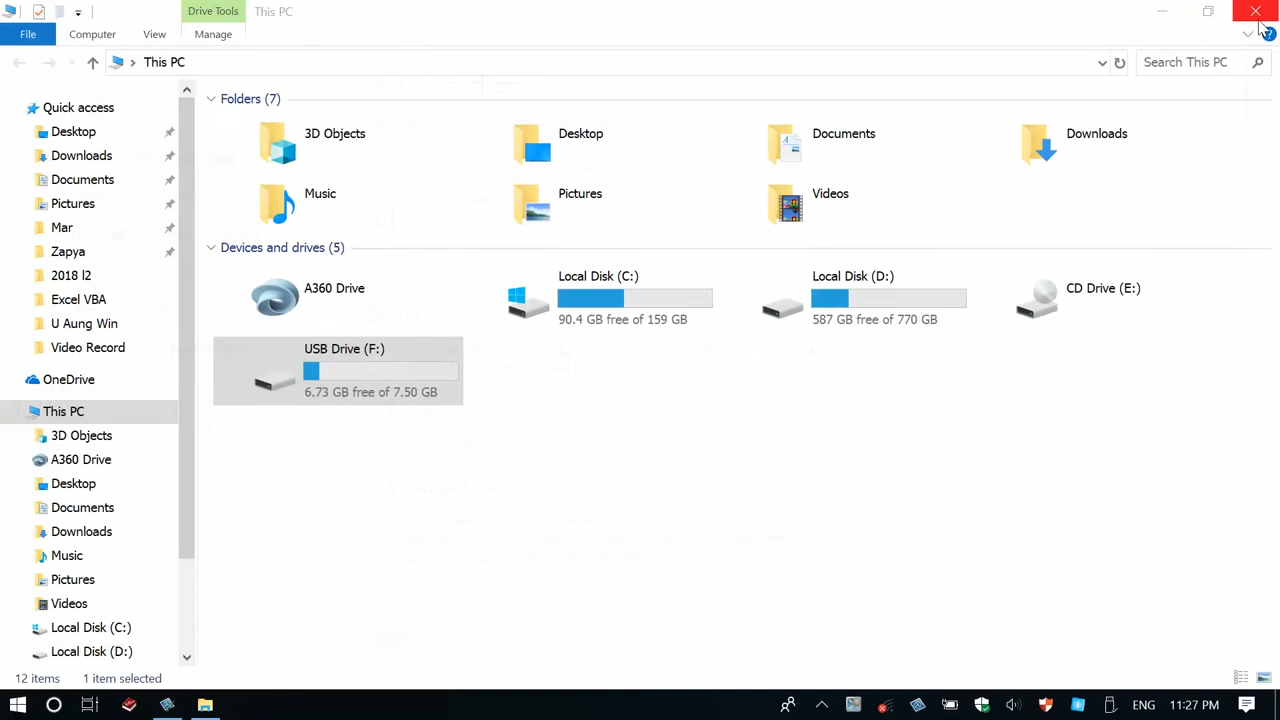 Drive Tools
This PC
File
Computer
View
Manage
This PC
Search This PC
Quick access
Desktop
Downloads
Documents
Pictures
Mar
Zapya
2018 l2
Excel VBA
U Aung Win
Video Record
OneDrive
This PC
3D Objects
A360 Drive
Desktop
Documents
Downloads
Music
Pictures
Videos
Local Disk (C:)
Local Disk (D:)
Folders (7)
3D Objects
Desktop
Documents
Downloads
Music
Pictures
Videos
Devices and drives (5)
A360 Drive
Local Disk (C:)
90.4 GB free of 159 GB
Local Disk (D:)
587 GB free of 770 GB
CD Drive (E:)
USB Drive (F:)
6.73 GB free of 7.50 GB
12 items
1 item selected
ENG
11:27 PM